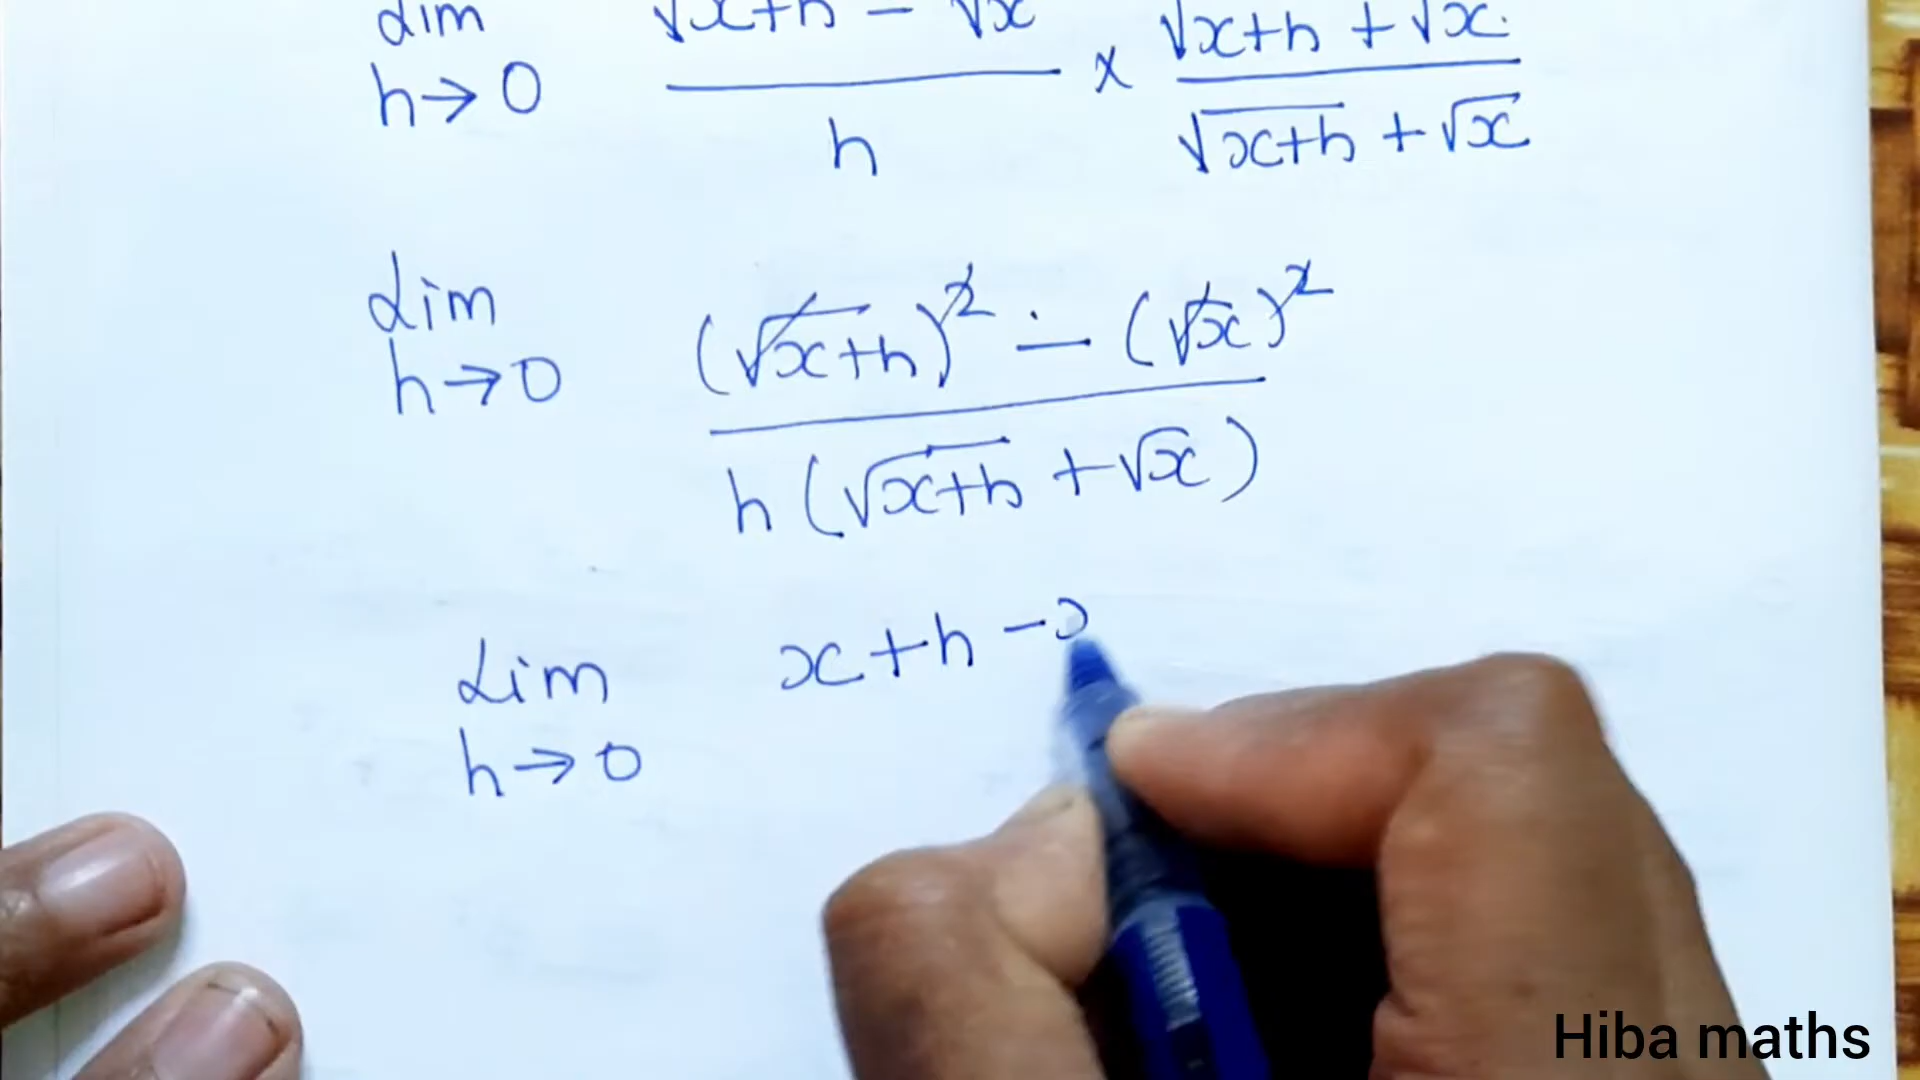 lim √x+h − √x × √x+h + √x
h→0 h √x+h + √x
lim (√x+h)² − (√x)²
h→0 h (√x+h + √x)
lim x + h −
h→0
Hiba maths